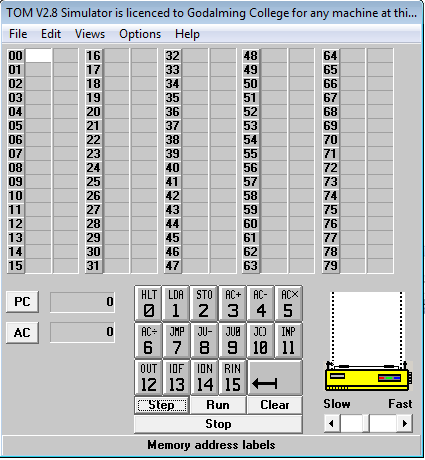 TOM V2.8 Simulator is licenced to Godalming College for any machine at thi...
File Edit Views Options Help
00 16 32 48 64
01 17 33 49 65
02 18 34 50 66
03 19 35 51 67
04 20 36 52 68
05 21 37 53 69
06 22 38 54 70
07 23 39 55 71
08 24 40 56 72
09 25 41 57 73
10 26 42 58 74
11 27 43 59 75
12 28 44 60 76
13 29 45 61 77
14 30 46 62 78
15 31 47 63 79
PC 0
AC 0
HLT LDA STO AC+ AC- AC×
0 1 2 3 4 5
AC÷ JMP JU- JU0 JC) INP
6 7 8 9 10 11
OUT IOF ION RIN
12 13 14 15
Step Run Clear
Stop
Slow Fast
Memory address labels